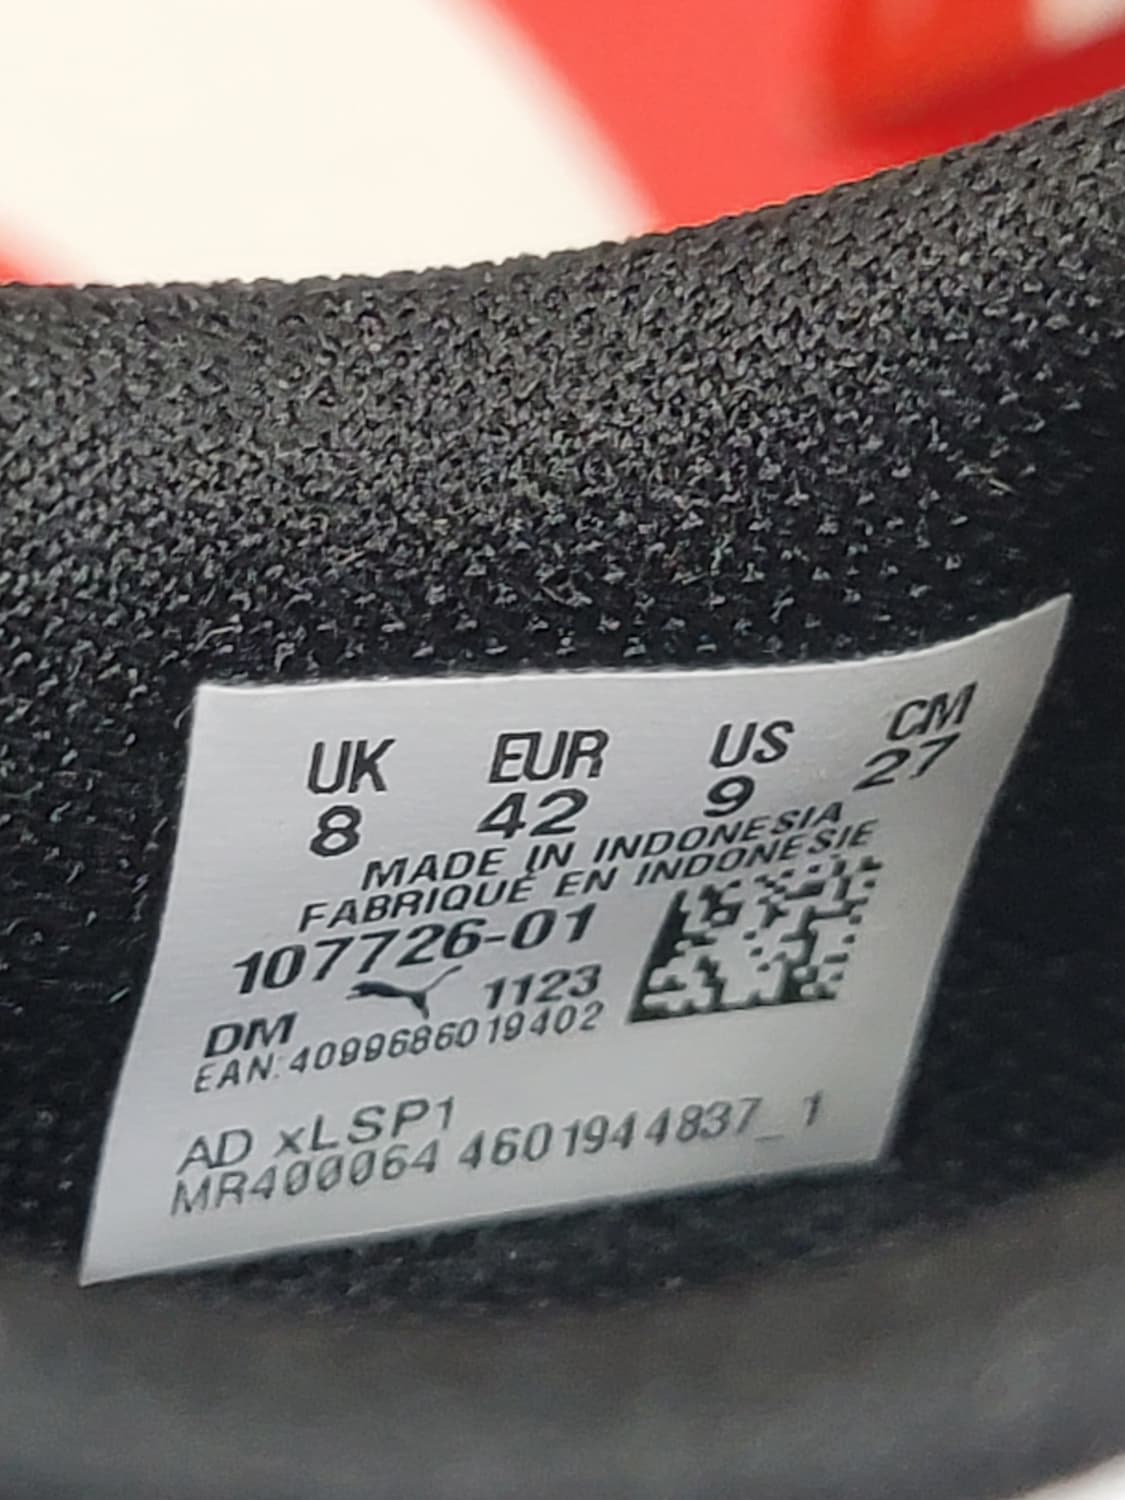 UK EUR US CM
8 42 9 27
MADE IN INDONESIA
FABRIQUÉ EN INDONÉSIE
107726-01
DM 1123
EAN:4099686019402
AD xLSP1
MR400064 4601944837_1